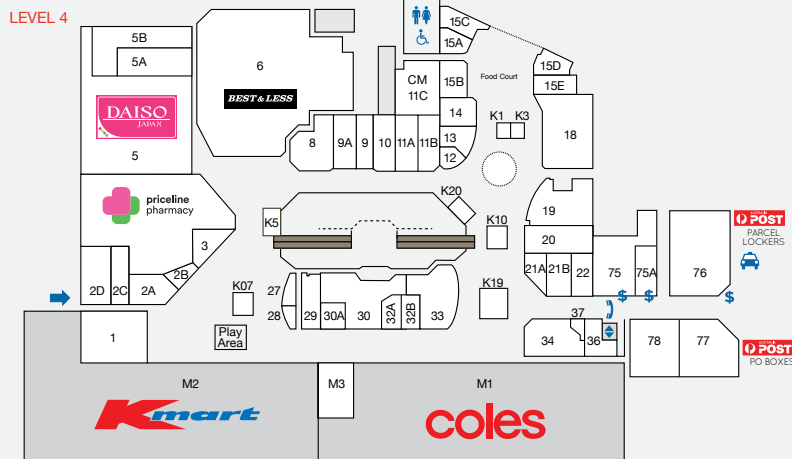 LEVEL 4
5B
5A
DAISO
JAPAN
5
6
BEST & LESS
15C
15A
15B
CM
11C
Food Court
15D
15E
14
13
12
K1 K3
18
8
9A
9
10
11A
11B
priceline
pharmacy
3
2B
2A
2C
2D
K5
K20
K10
19
20
21A
21B
22
75
75A
76
POST
PARCEL
LOCKERS
$
$
$
K07
27
28
29
30A
30
32A
32B
33
K19
37
34
36
78
77
POST
PO BOXES
1
Play
Area
M2
Kmart
M3
M1
coles